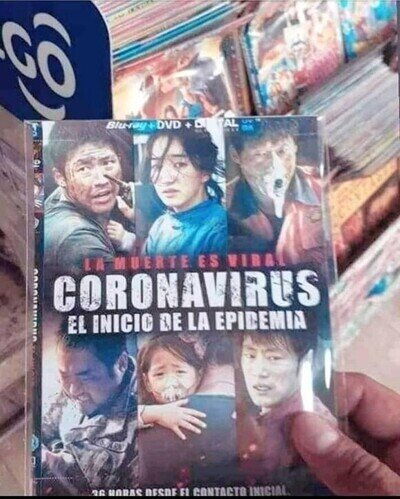 Blu-ray + DVD + DIGITAL
LA MUERTE ES VIRAL
CORONAVIRUS
EL INICIO DE LA EPIDEMIA
36 HORAS DESDE EL CONTACTO INICIAL